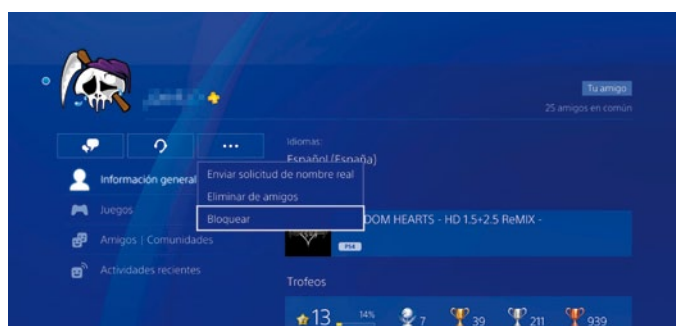 Tu amigo
25 amigos en común
Idiomas:
Español (España)
Información general
Enviar solicitud de nombre real
Eliminar de amigos
Bloquear
Juegos
Amigos | Comunidades
Actividades recientes
DOM HEARTS - HD 1.5+2.5 ReMIX -
PS4
Trofeos
13 14% 7 39 211 939